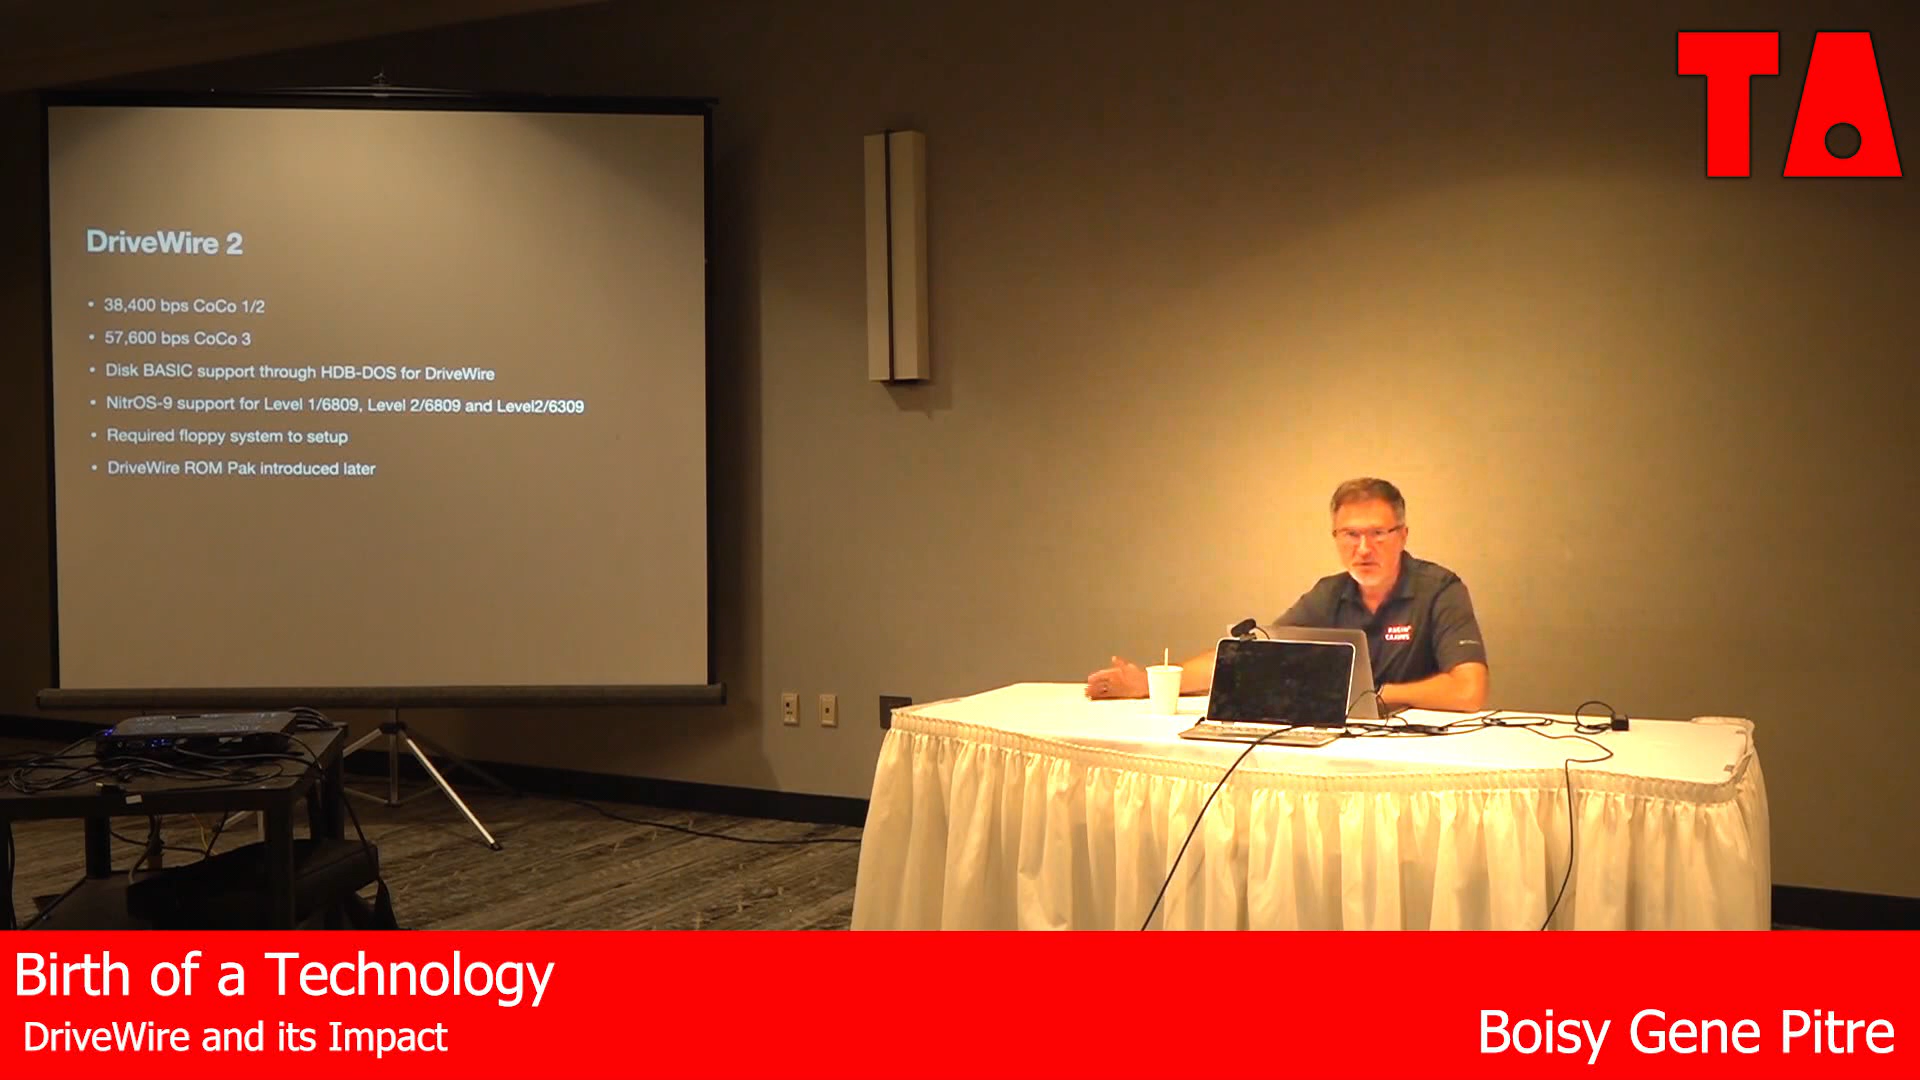 TA
DriveWire 2
• 38,400 bps CoCo 1/2
• 57,600 bps CoCo 3
• Disk BASIC support through HDB-DOS for DriveWire
• NitrOS-9 support for Level 1/6809, Level 2/6809 and Level2/6309
• Required floppy system to setup
• DriveWire ROM Pak introduced later
RAGIN'
CAJUNS
Birth of a Technology
DriveWire and its Impact
Boisy Gene Pitre